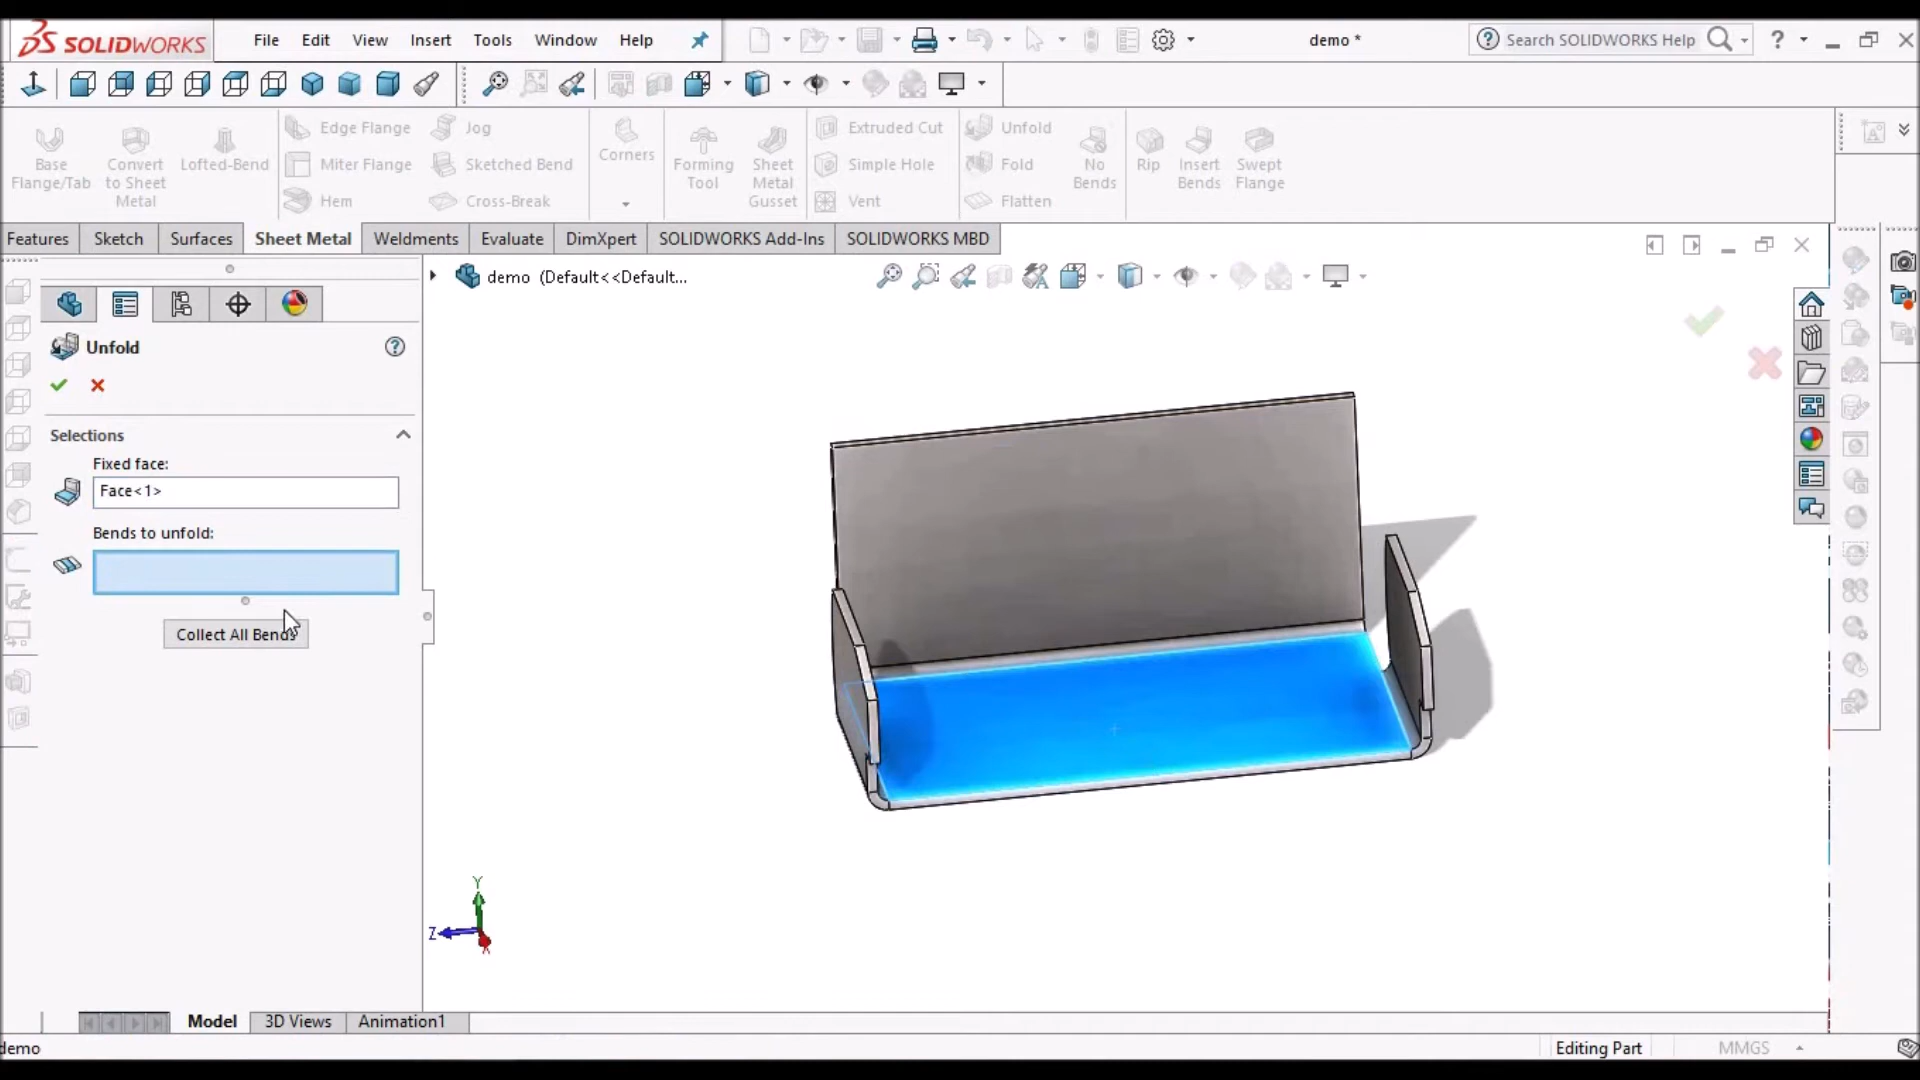 SOLIDWORKS File Edit View Insert Tools Window Help demo * Search SOLIDWORKS Help ?
Base Flange/Tab
Convert to Sheet Metal
Lofted-Bend
Edge Flange
Miter Flange
Hem
Jog
Sketched Bend
Cross-Break
Corners
Forming Tool
Sheet Metal Gusset
Extruded Cut
Simple Hole
Vent
Unfold
Fold
Flatten
No Bends
Rip
Insert Bends
Swept Flange
Features Sketch Surfaces Sheet Metal Weldments Evaluate DimXpert SOLIDWORKS Add-Ins SOLIDWORKS MBD
demo (Default<<Default...
Unfold ?
Selections
Fixed face:
Face<1>
Bends to unfold:
Collect All Bends
Y
Z
X
Model 3D Views Animation1
demo Editing Part MMGS